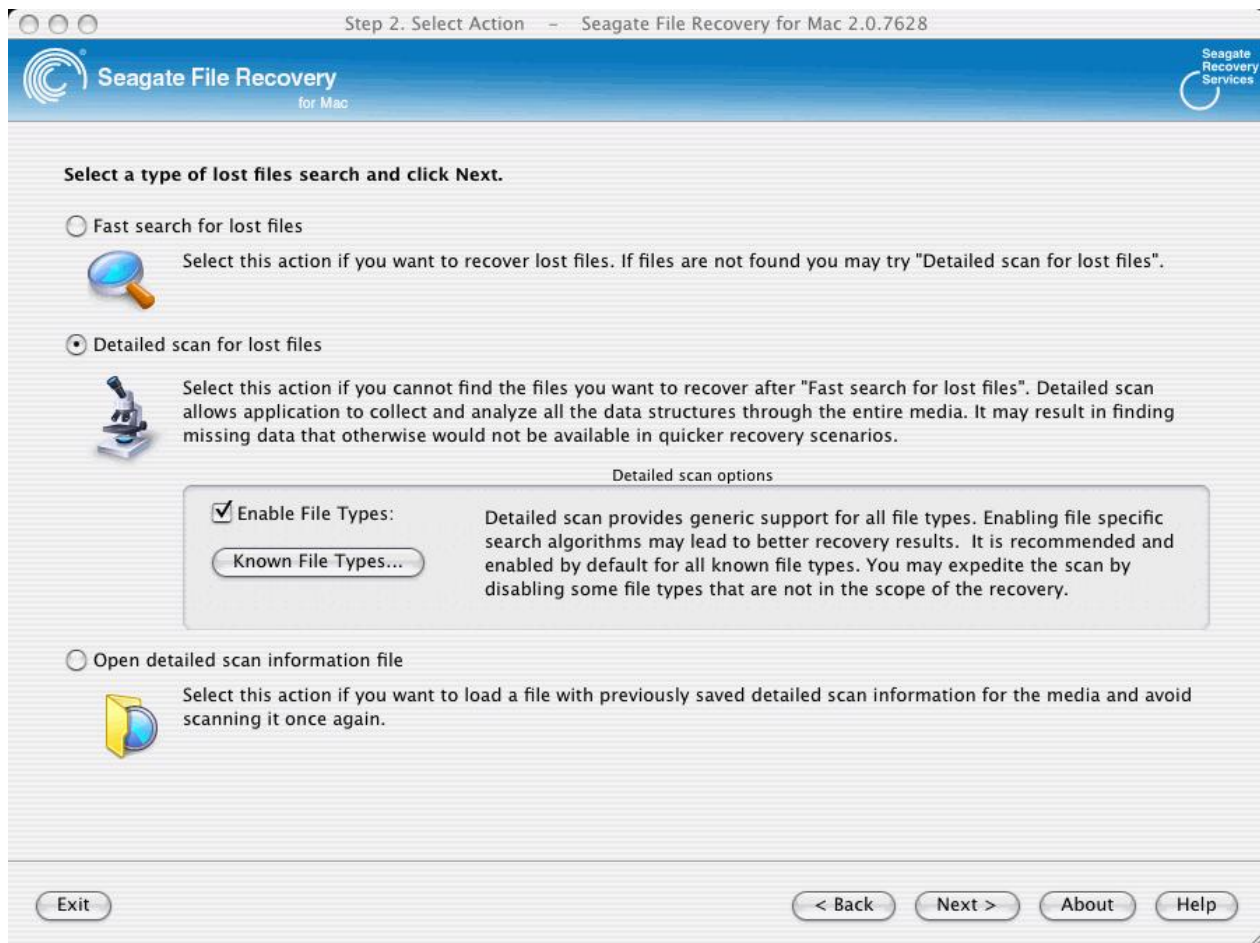 Step 2. Select Action – Seagate File Recovery for Mac 2.0.7628
Seagate File Recovery
for Mac
Seagate
Recovery
Services
Select a type of lost files search and click Next.
Fast search for lost files
Select this action if you want to recover lost files. If files are not found you may try "Detailed scan for lost files".
Detailed scan for lost files
Select this action if you cannot find the files you want to recover after "Fast search for lost files". Detailed scan
allows application to collect and analyze all the data structures through the entire media. It may result in finding
missing data that otherwise would not be available in quicker recovery scenarios.
Detailed scan options
Enable File Types:
Known File Types...
Detailed scan provides generic support for all file types. Enabling file specific
search algorithms may lead to better recovery results. It is recommended and
enabled by default for all known file types. You may expedite the scan by
disabling some file types that are not in the scope of the recovery.
Open detailed scan information file
Select this action if you want to load a file with previously saved detailed scan information for the media and avoid
scanning it once again.
Exit
< Back
Next >
About
Help